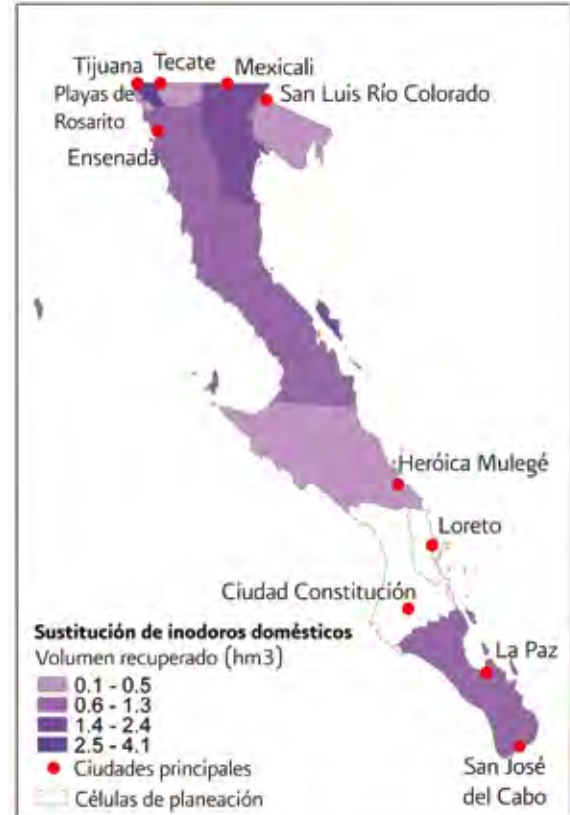 Tijuana Tecate Mexicali
Playas de Rosarito
San Luis Río Colorado
Ensenada
Heróica Mulegé
Loreto
Ciudad Constitución
La Paz
San José del Cabo
Sustitución de inodoros domésticos
Volumen recuperado (hm3)
0.1 - 0.5
0.6 - 1.3
1.4 - 2.4
2.5 - 4.1
Ciudades principales
Células de planeación